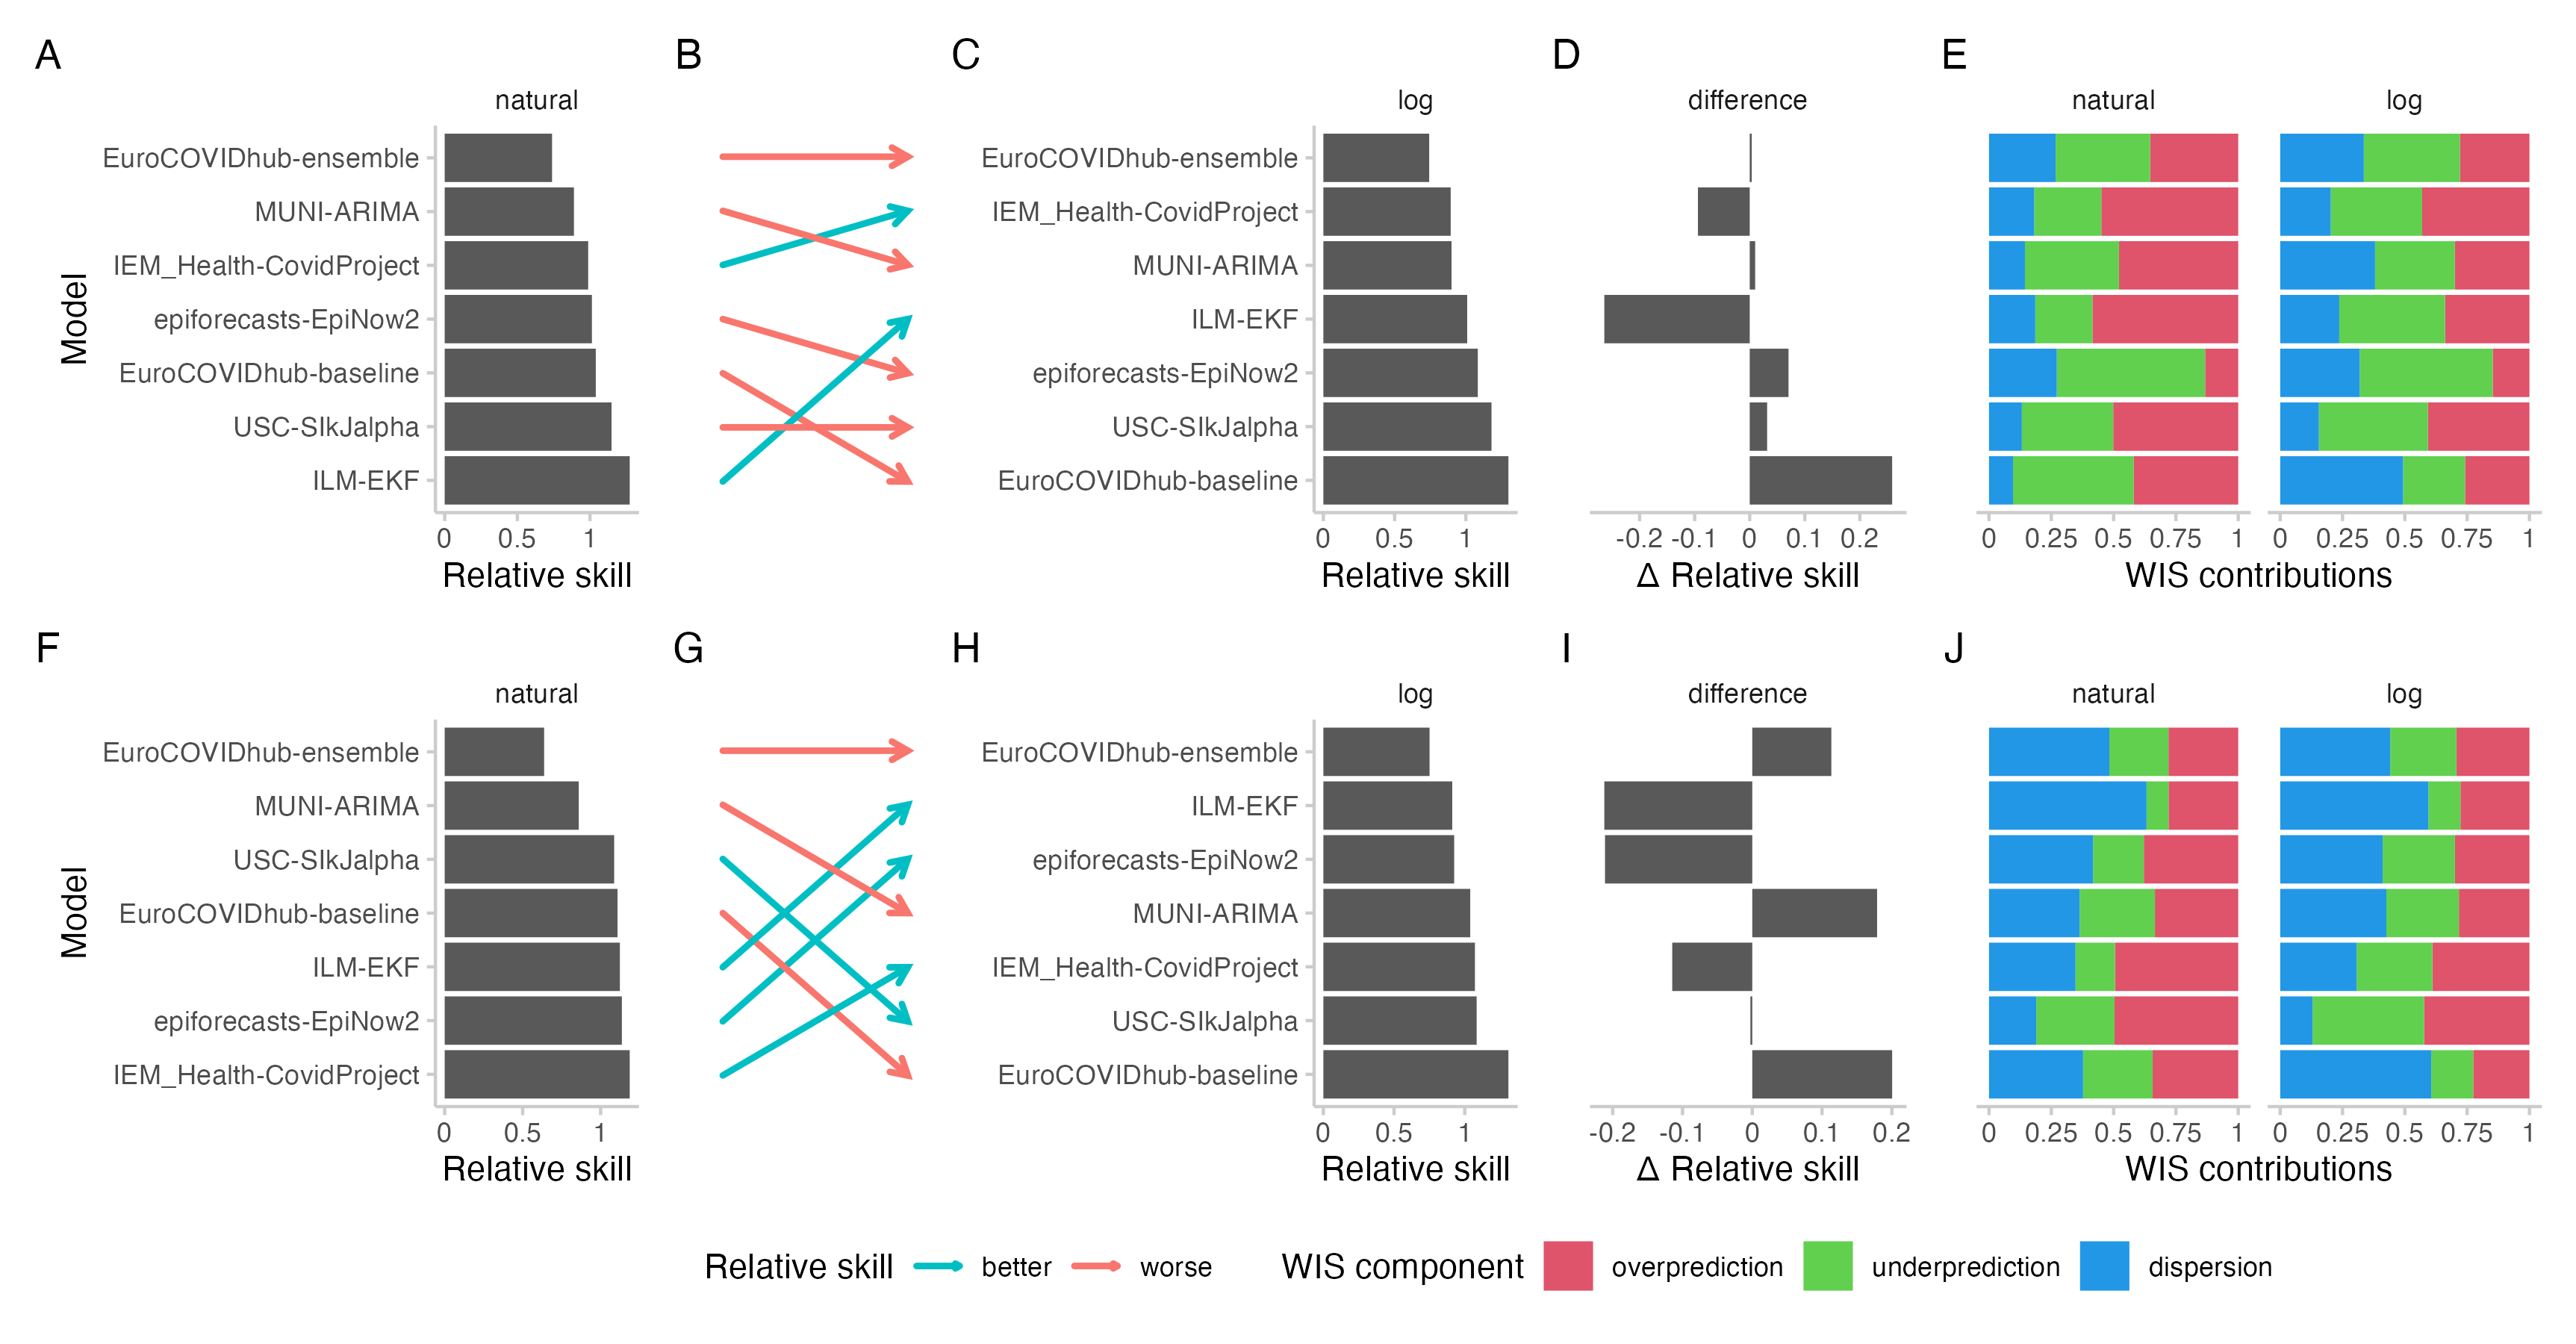 A
B
C
D
E
natural
log
difference
natural
log
Model
EuroCOVIDhub-ensemble
MUNI-ARIMA
IEM_Health-CovidProject
epiforecasts-EpiNow2
EuroCOVIDhub-baseline
USC-SIkJalpha
ILM-EKF
EuroCOVIDhub-ensemble
IEM_Health-CovidProject
MUNI-ARIMA
ILM-EKF
epiforecasts-EpiNow2
USC-SIkJalpha
EuroCOVIDhub-baseline
0 0.5 1
0 0.5 1
-0.2 -0.1 0 0.1 0.2
0 0.25 0.5 0.75 1
0 0.25 0.5 0.75 1
Relative skill
Relative skill
Δ Relative skill
WIS contributions
F
G
H
I
J
natural
log
difference
natural
log
Model
EuroCOVIDhub-ensemble
MUNI-ARIMA
USC-SIkJalpha
EuroCOVIDhub-baseline
ILM-EKF
epiforecasts-EpiNow2
IEM_Health-CovidProject
EuroCOVIDhub-ensemble
ILM-EKF
epiforecasts-EpiNow2
MUNI-ARIMA
IEM_Health-CovidProject
USC-SIkJalpha
EuroCOVIDhub-baseline
0 0.5 1
0 0.5 1
-0.2 -0.1 0 0.1 0.2
0 0.25 0.5 0.75 1
0 0.25 0.5 0.75 1
Relative skill
Relative skill
Δ Relative skill
WIS contributions
Relative skill better worse
WIS component overprediction underprediction dispersion